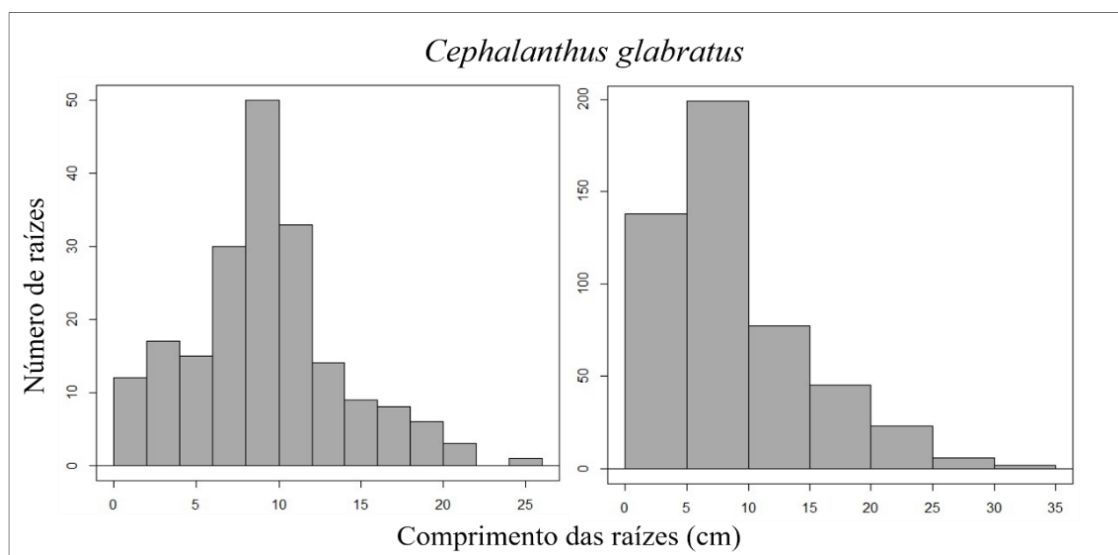 Cephalanthus glabratus
Número de raízes
50
40
30
20
10
0
0 5 10 15 20 25
200
150
100
50
0
0 5 10 15 20 25 30 35
Comprimento das raízes (cm)